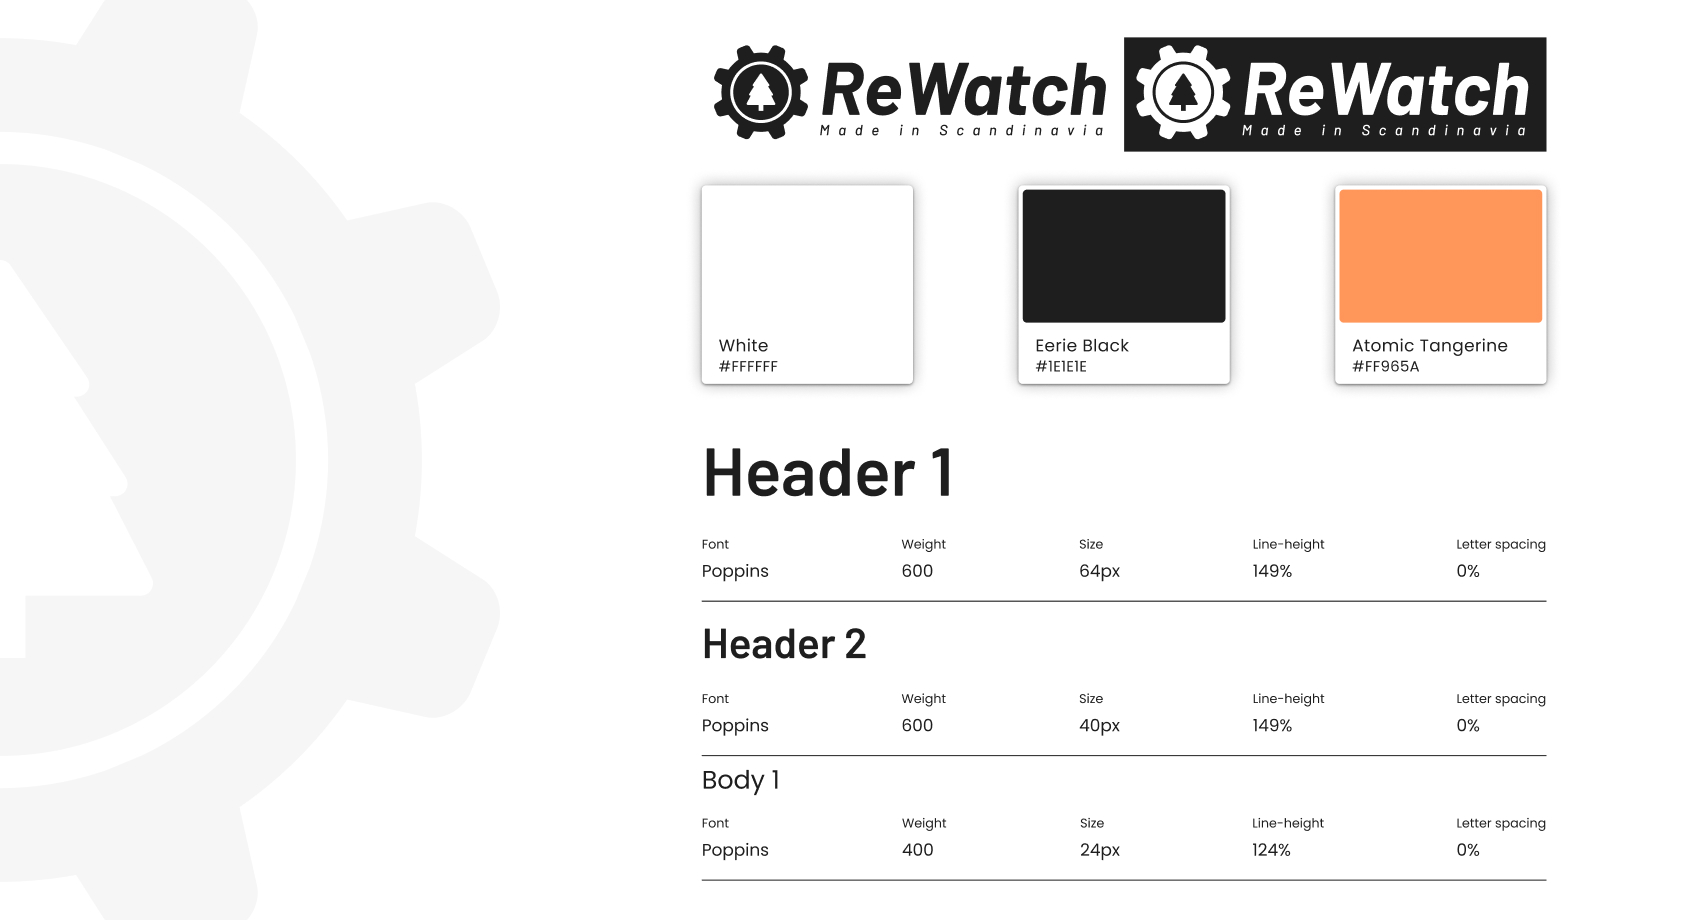 ReWatch
Made in Scandinavia
ReWatch
Made in Scandinavia
White
#FFFFFF
Eerie Black
#1E1E1E
Atomic Tangerine
#FF965A
Header 1
Font Weight Size Line-height Letter spacing
Poppins 600 64px 149% 0%
Header 2
Font Weight Size Line-height Letter spacing
Poppins 600 40px 149% 0%
Body 1
Font Weight Size Line-height Letter spacing
Poppins 400 24px 124% 0%